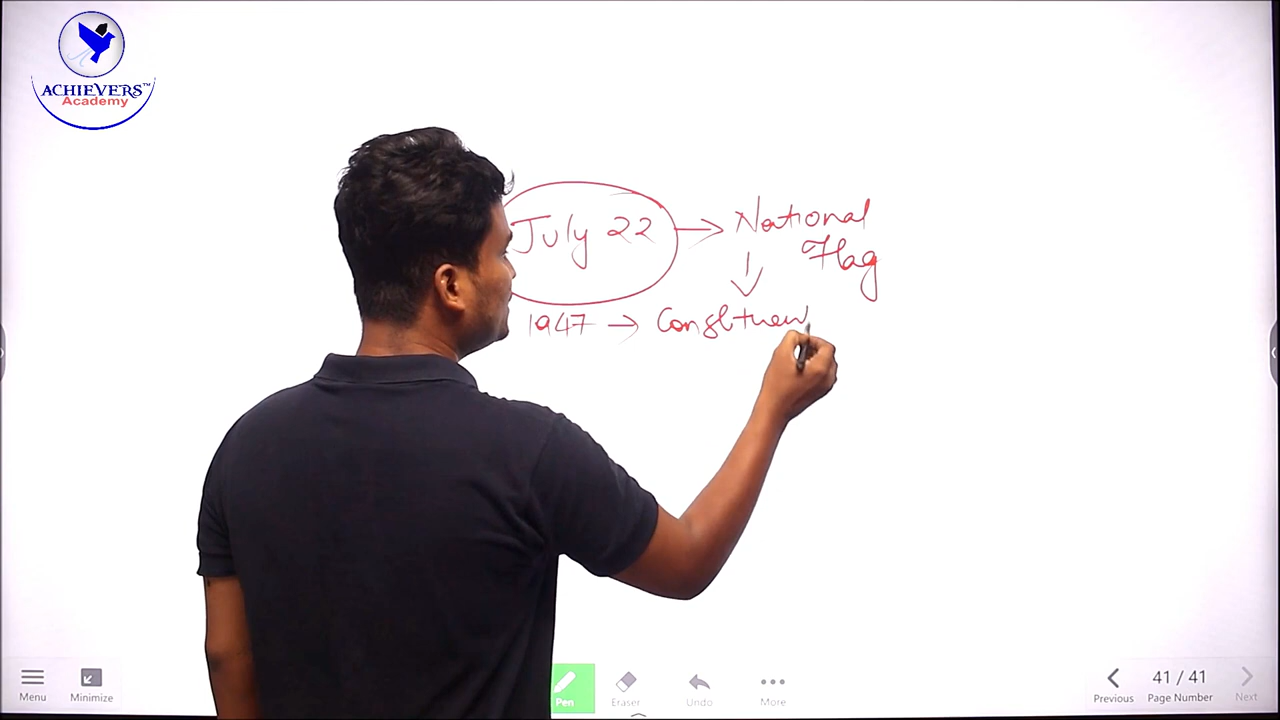 ACHIEVERS™
Academy
July 22 → National
Flag
1947 →
Menu
Minimize
Pen
Eraser
Undo
More
Previous
41 / 41
Page Number
Next